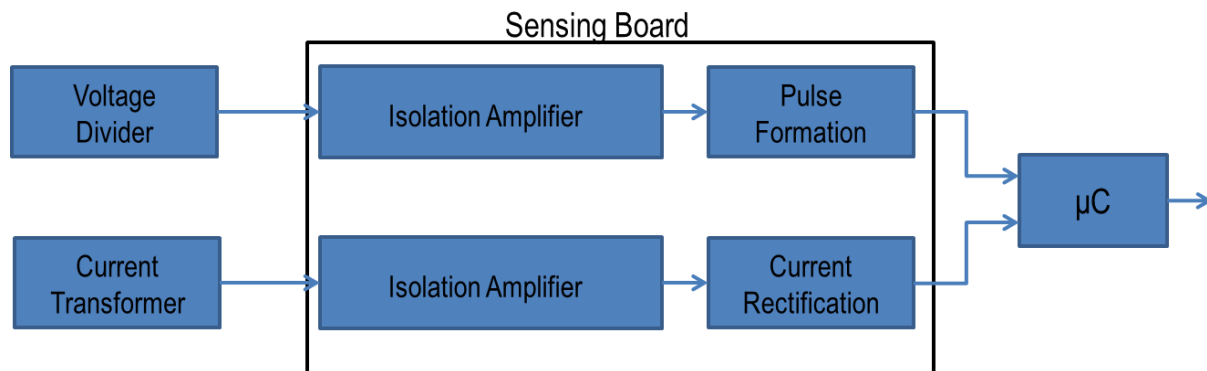 Sensing Board
Voltage
Divider
Isolation Amplifier
Pulse
Formation
µC
Current
Transformer
Isolation Amplifier
Current
Rectification